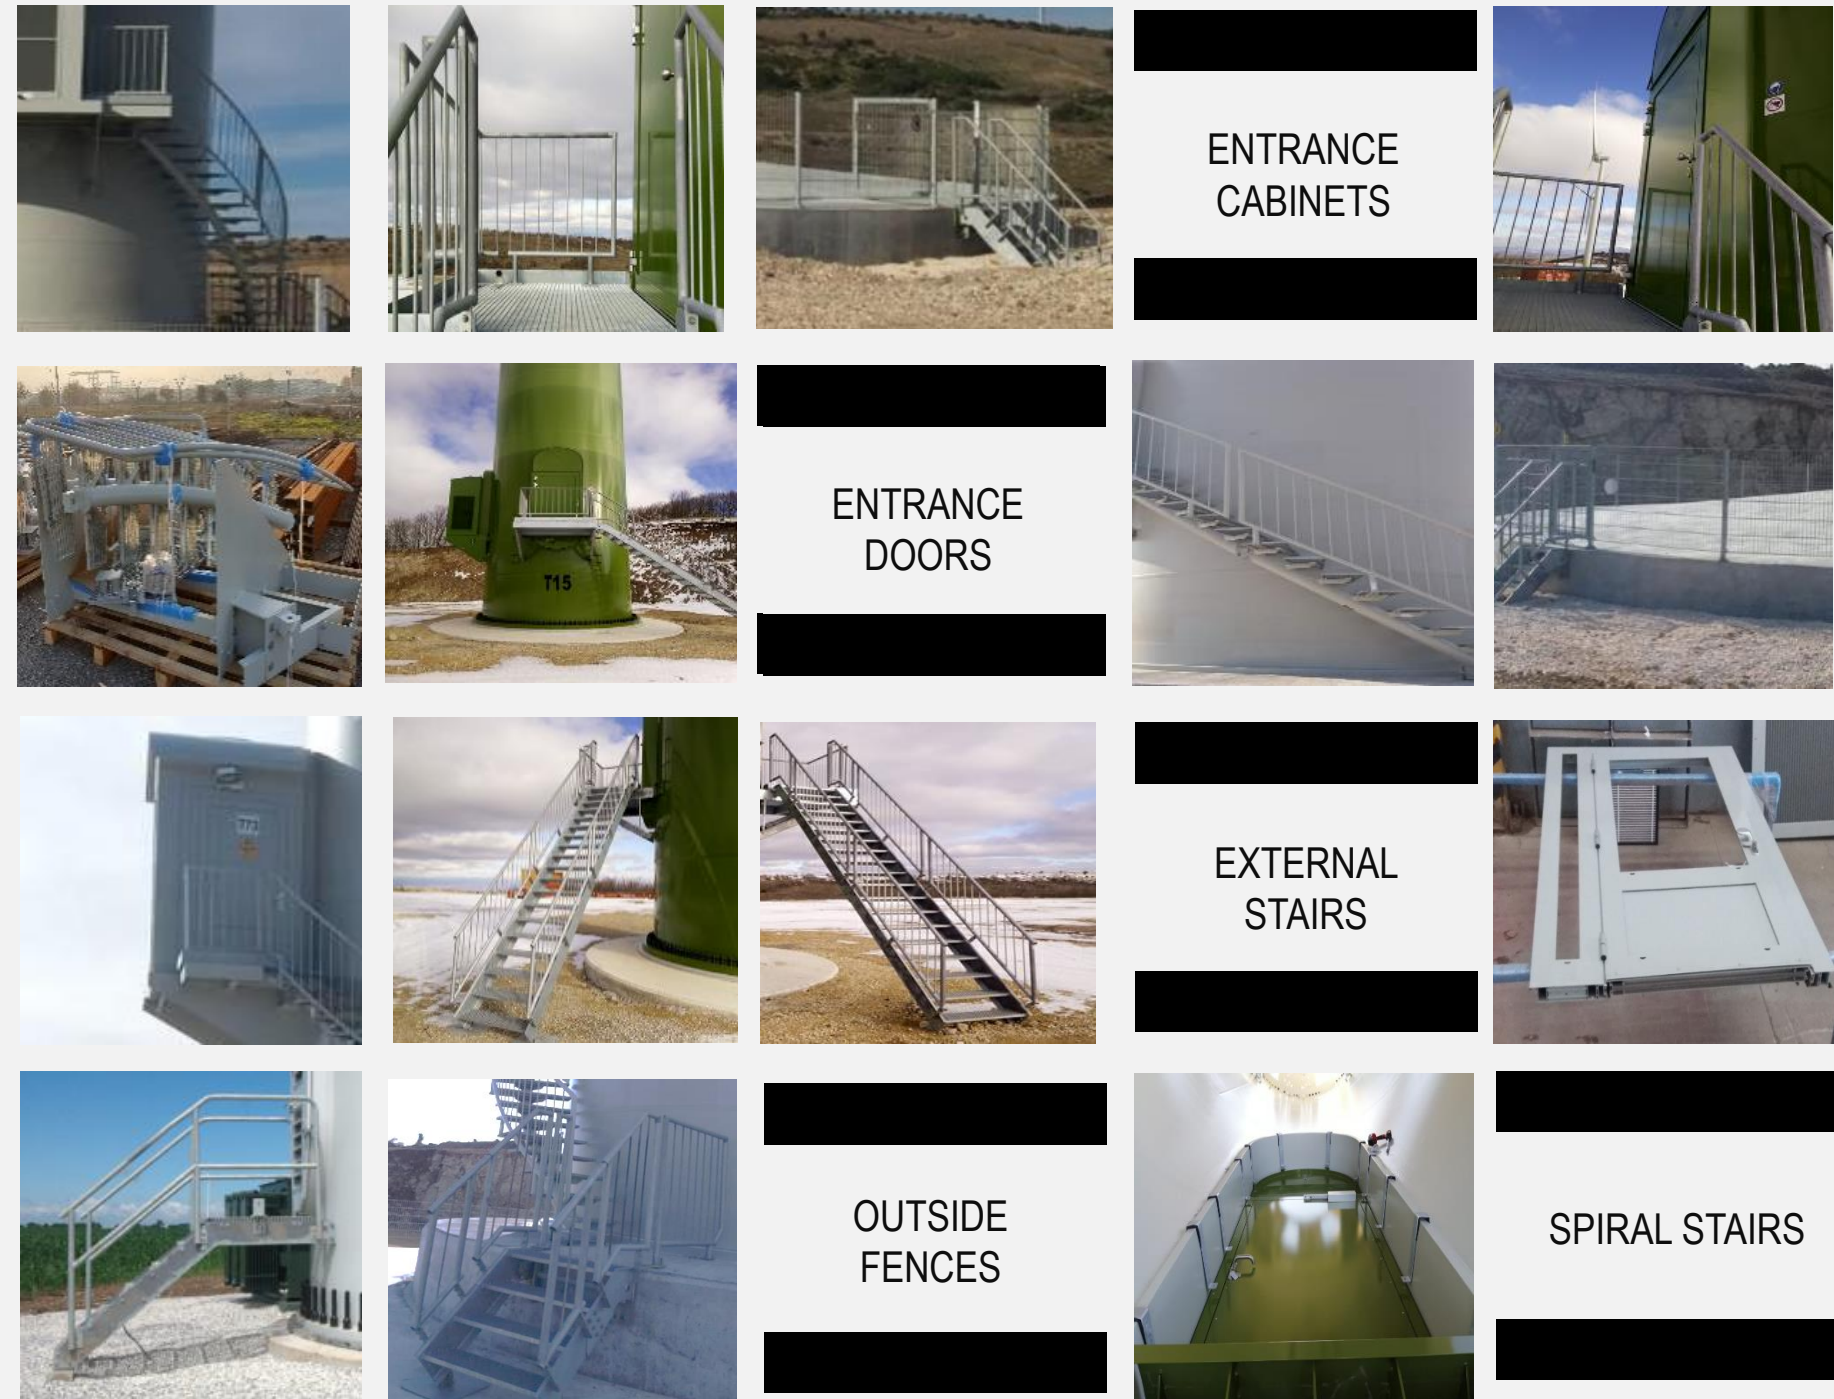 ENTRANCE
CABINETS
T15
ENTRANCE
DOORS
EXTERNAL
STAIRS
OUTSIDE
FENCES
SPIRAL STAIRS